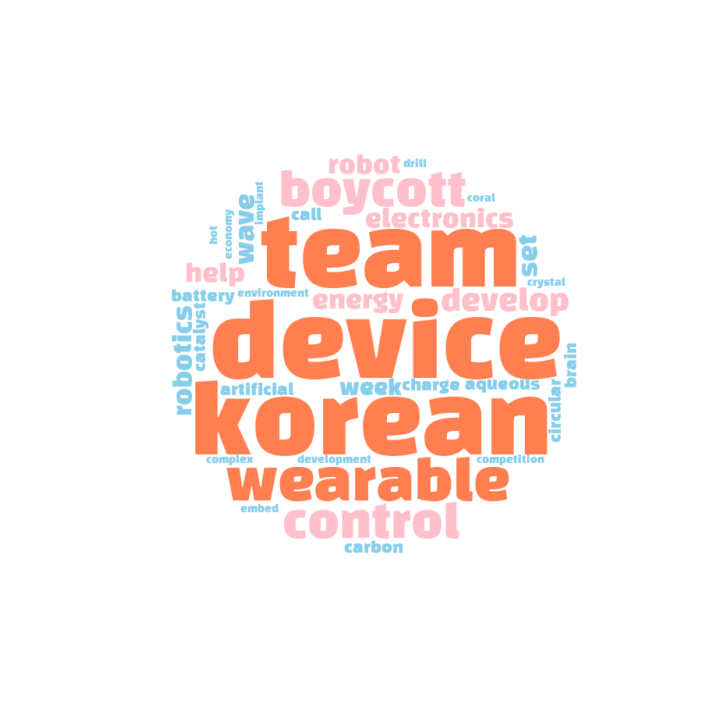 robot drill
boycott coral
implant
call
electronics
wave
economy
hot
team
set
help
crystal
battery environment
energy develop
device
robotics
catalyst
brain
artificial week charge aqueous
circular
korean
complex development competition
wearable
embed
control
carbon